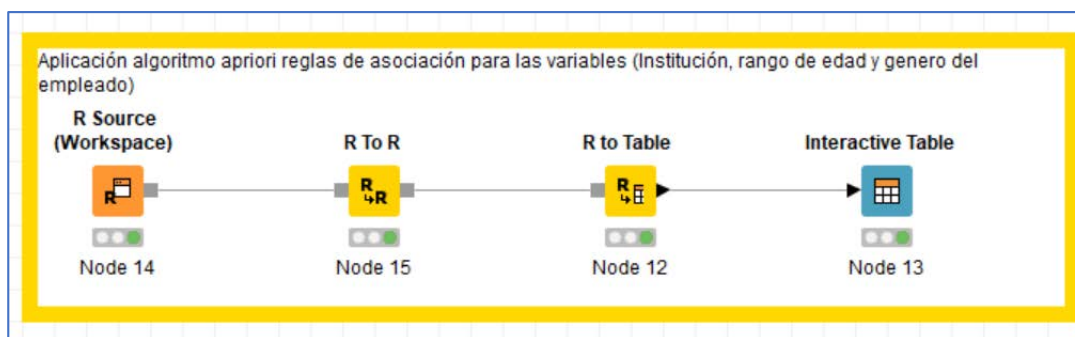 Aplicación algoritmo apriori reglas de asociación para las variables (Institución, rango de edad y genero del
empleado)
R Source
(Workspace)
R To R
R to Table
Interactive Table
R
R
R
R
Node 14
Node 15
Node 12
Node 13